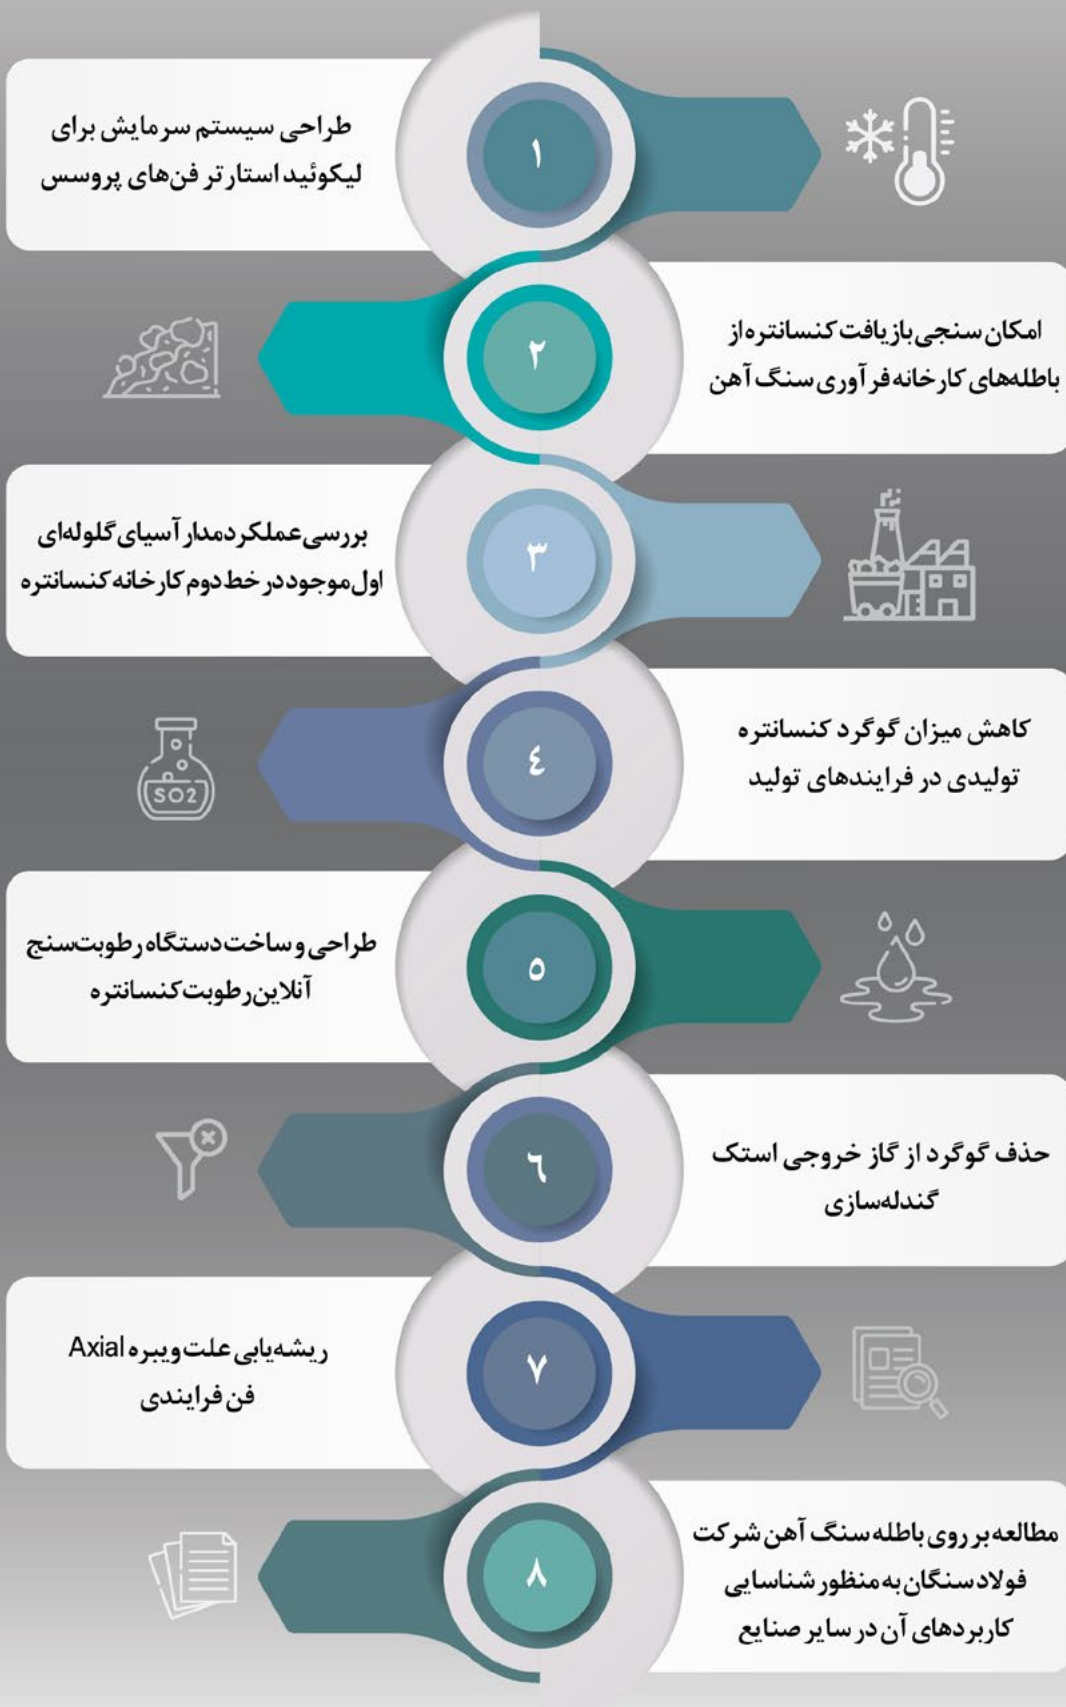 ۱
طراحی سیستم سرمایش برای
لیکوئید استارتر فن‌های پروسس
۲
امکان سنجی بازیافت کنسانتره از
باطله‌های کارخانه فرآوری سنگ آهن
۳
بررسی عملکرد مدار آسیای گلوله‌ای
اول موجود در خط دوم کارخانه کنسانتره
٤
کاهش میزان گوگرد کنسانتره
تولیدی در فرایندهای تولید
SO2
۵
طراحی و ساخت دستگاه رطوبت‌سنج
آنلاین رطوبت کنسانتره
٦
حذف گوگرد از گاز خروجی استک
گندله‌سازی
۷
ریشه‌یابی علت ویبره Axial
فن فرایندی
۸
مطالعه بر روی باطله سنگ آهن شرکت
فولاد سنگان به منظور شناسایی
کاربردهای آن در سایر صنایع